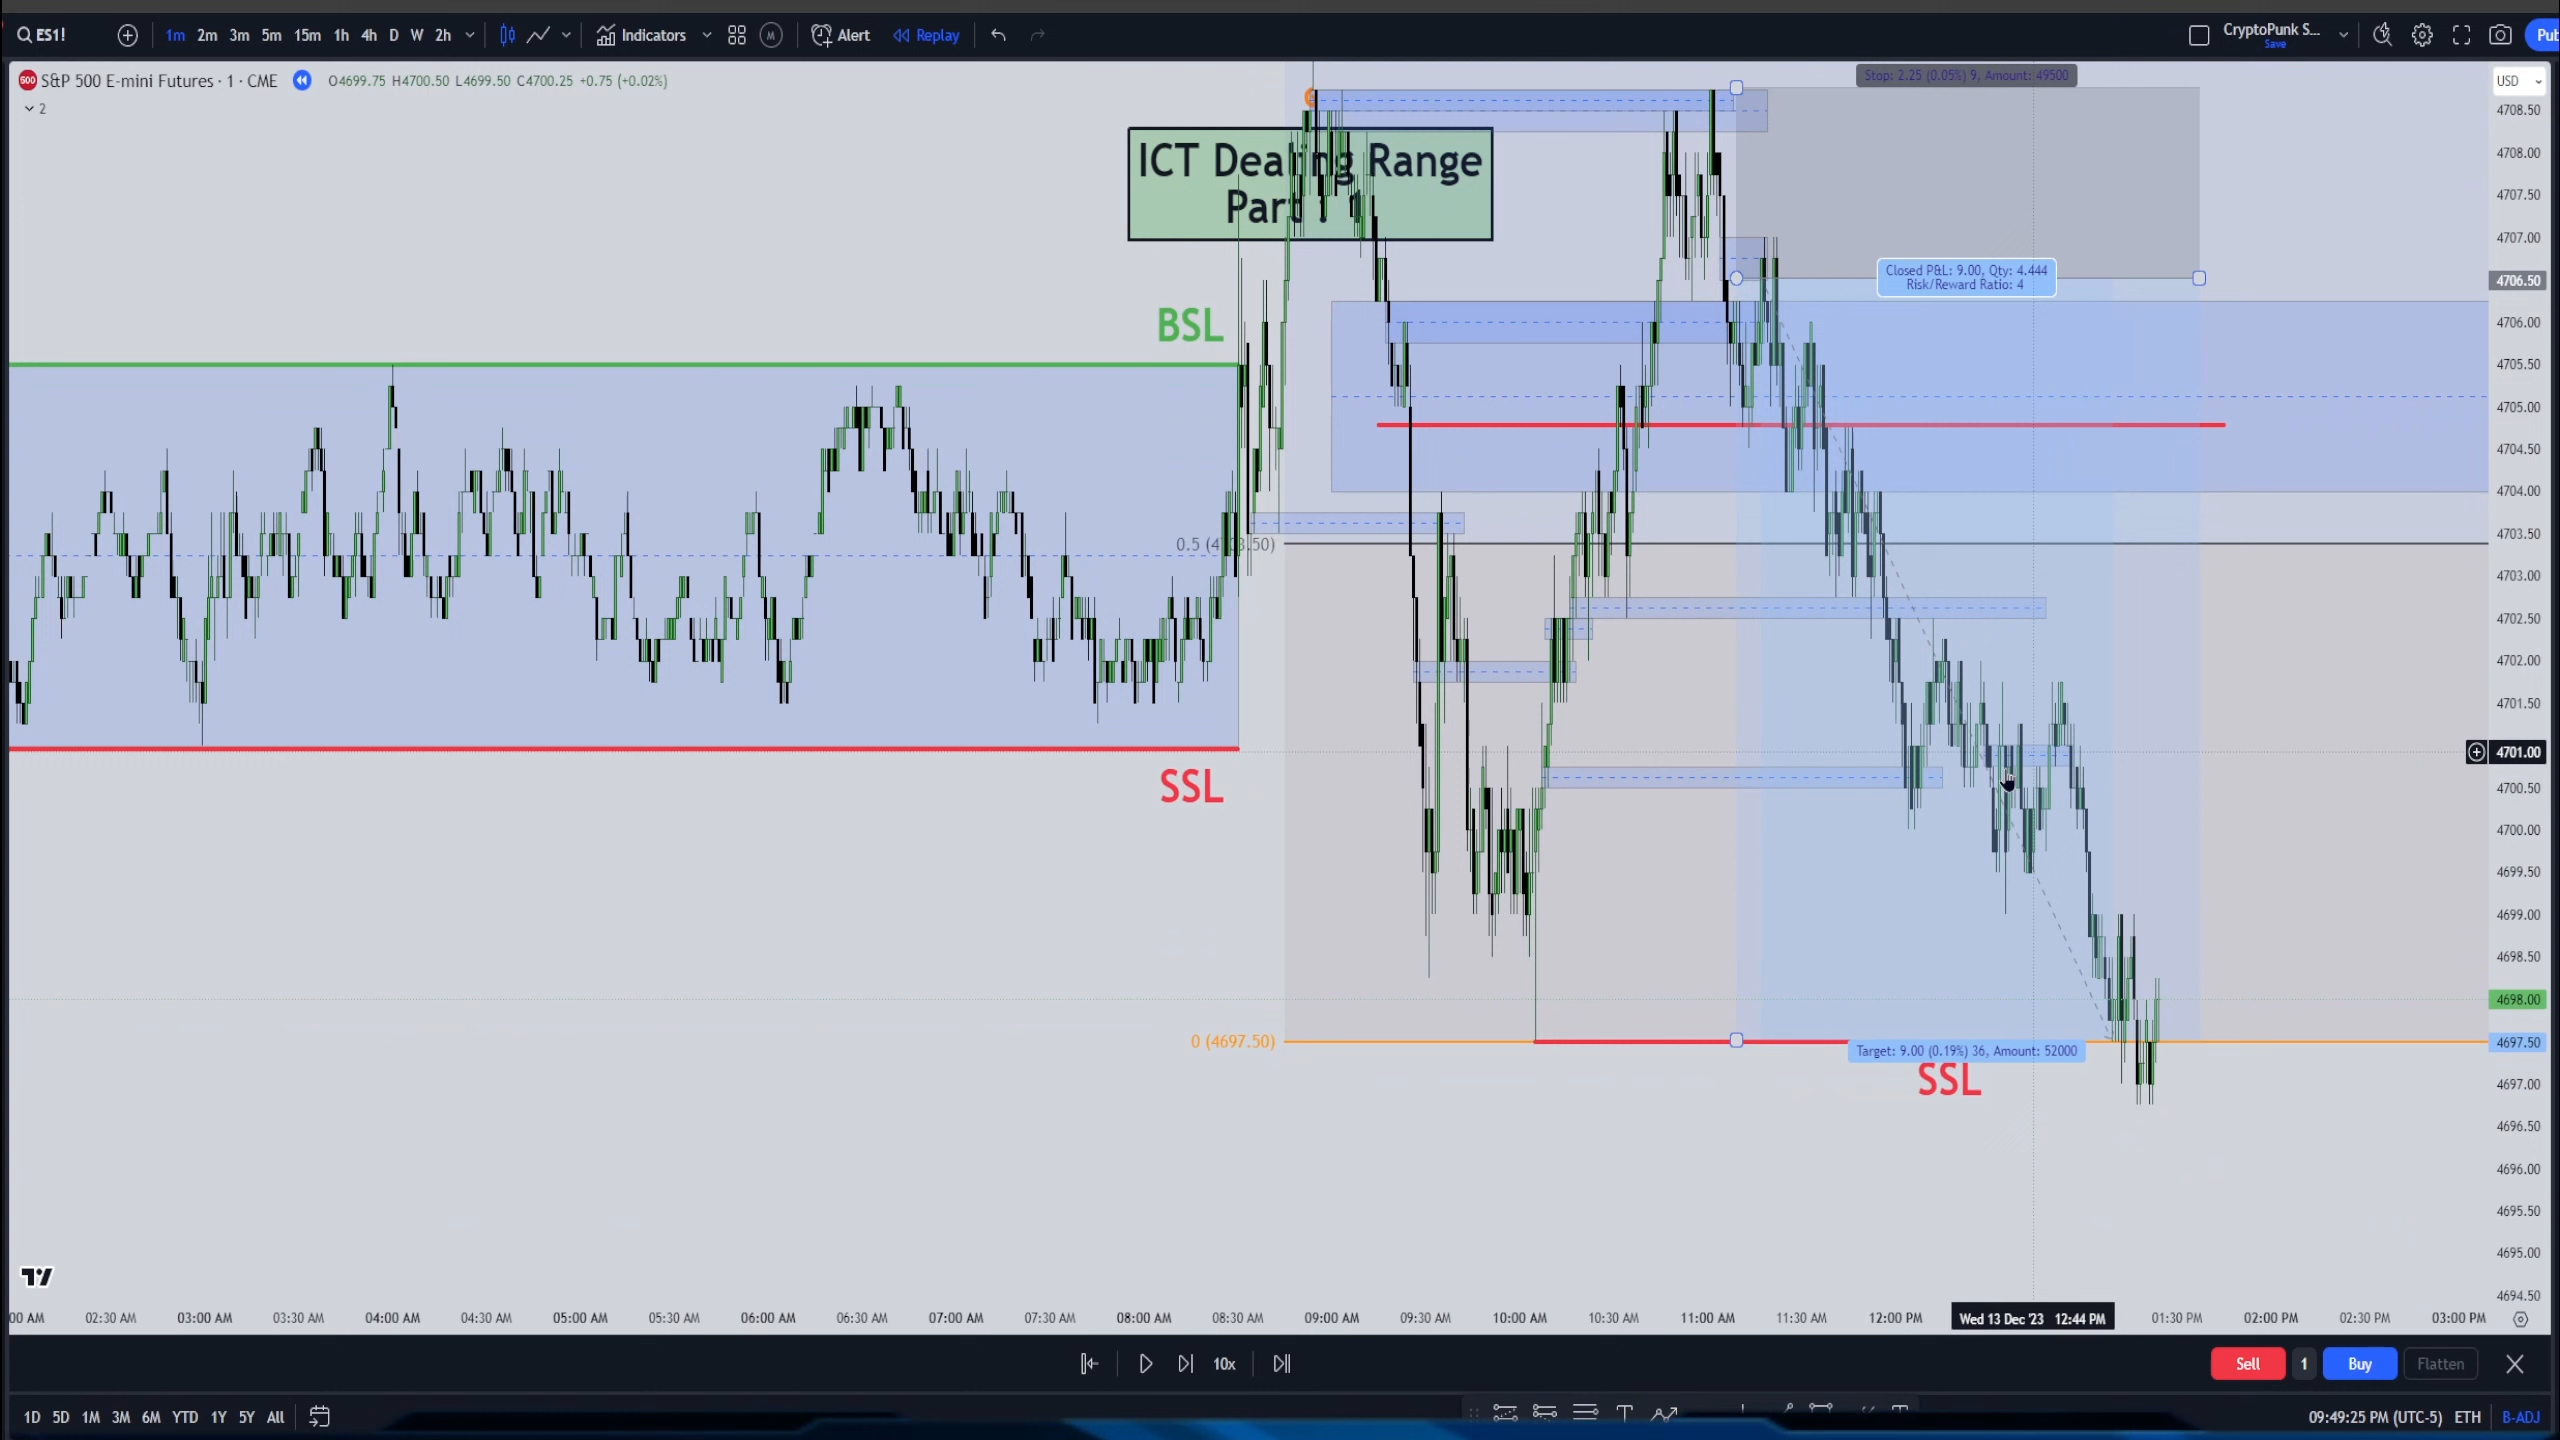 ES1! 1m 2m 3m 5m 15m 1h 4h D W 2h Indicators M Alert Replay CryptoPunk S... Save Pub
500 S&P 500 E-mini Futures · 1 · CME O4699.75 H4700.50 L4699.50 C4700.25 +0.75 (+0.02%)
2
USD
Stop: 2.25 (0.05%) 9, Amount: 49500
ICT Dealing Range
Part : 1
Closed P&L: 9.00, Qty: 4.444
Risk/Reward Ratio: 4
BSL
0.5 (4703.50)
SSL
0 (4697.50)
Target: 9.00 (0.19%) 36, Amount: 52000
SSL
4708.50
4708.00
4707.50
4707.00
4706.50
4706.00
4705.50
4705.00
4704.50
4704.00
4703.50
4703.00
4702.50
4702.00
4701.50
4701.00
4700.50
4700.00
4699.50
4699.00
4698.50
4698.00
4697.50
4697.00
4696.50
4696.00
4695.50
4695.00
4694.50
00 AM 02:30 AM 03:00 AM 03:30 AM 04:00 AM 04:30 AM 05:00 AM 05:30 AM 06:00 AM 06:30 AM 07:00 AM 07:30 AM 08:00 AM 08:30 AM 09:00 AM 09:30 AM 10:00 AM 10:30 AM 11:00 AM 11:30 AM 12:00 PM Wed 13 Dec '23 12:44 PM 01:30 PM 02:00 PM 02:30 PM 03:00 PM
10x Sell 1 Buy Flatten
1D 5D 1M 3M 6M YTD 1Y 5Y All 09:49:25 PM (UTC-5) ETH B-ADJ